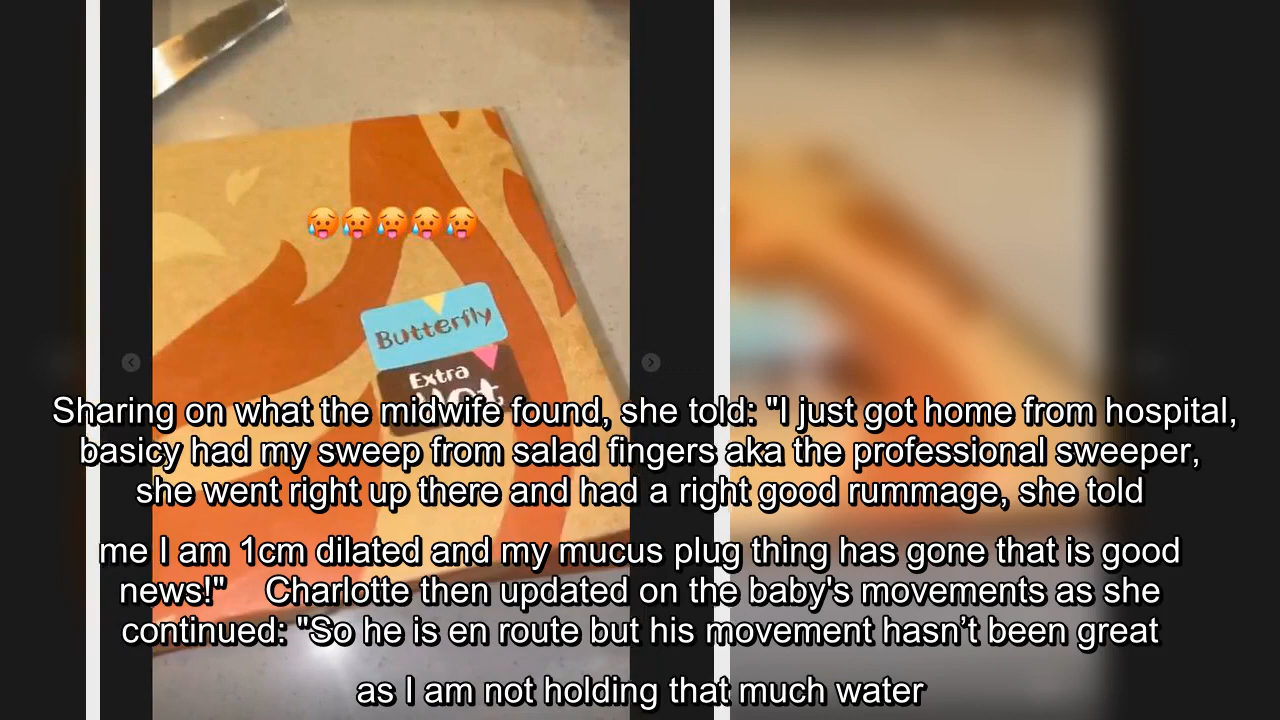 Butterfly
Extra
Hot
Sharing on what the midwife found, she told: "I just got home from hospital,
basicy had my sweep from salad fingers aka the professional sweeper,
she went right up there and had a right good rummage, she told
me I am 1cm dilated and my mucus plug thing has gone that is good
news!" Charlotte then updated on the baby's movements as she
continued: "So he is en route but his movement hasn’t been great
as I am not holding that much water